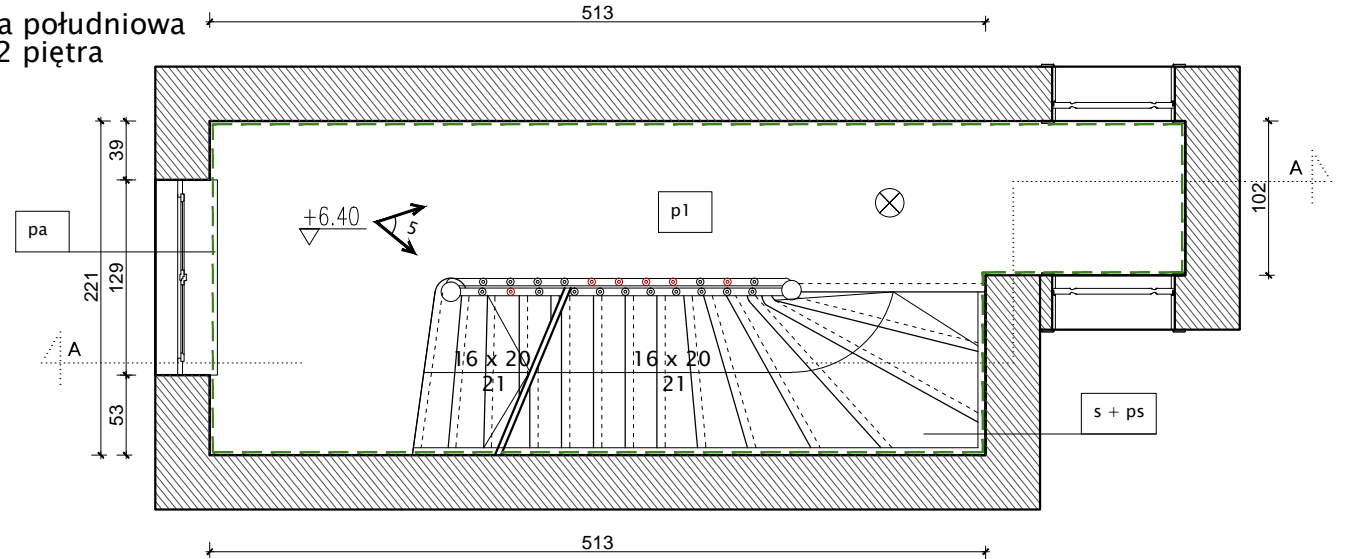 a południowa
2 piętra
513
39
A
102
+6.40
5
p1
pa
221
129
A
16 x 20
21
16 x 20
21
53
s + ps
513